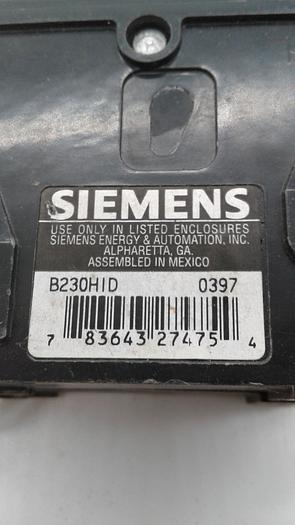 SIEMENS
USE ONLY IN LISTED ENCLOSURES
SIEMENS ENERGY & AUTOMATION, INC.
ALPHARETTA, GA.
ASSEMBLED IN MEXICO
B230HID 0397
7 83643 27475 4